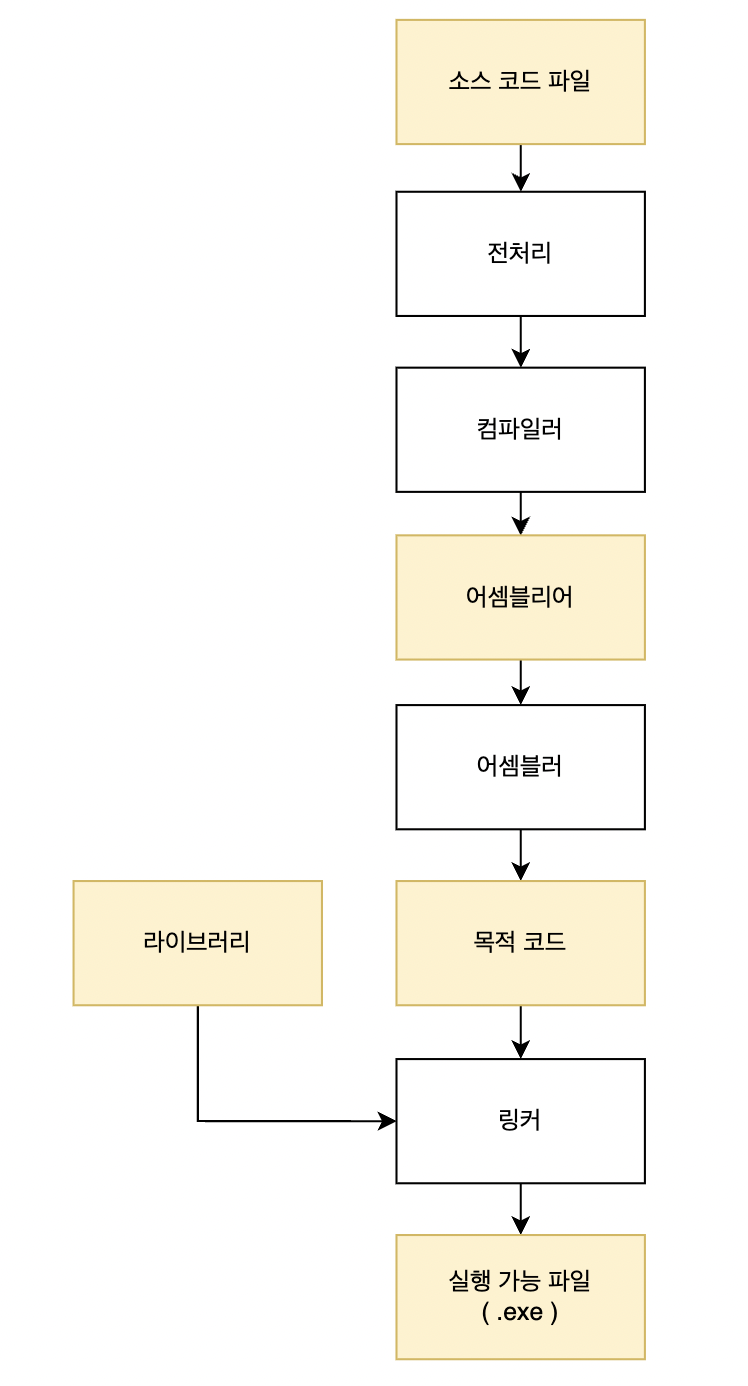 소스 코드 파일
전처리
컴파일러
어셈블리어
어셈블러
라이브러리
목적 코드
링커
실행 가능 파일
( .exe )